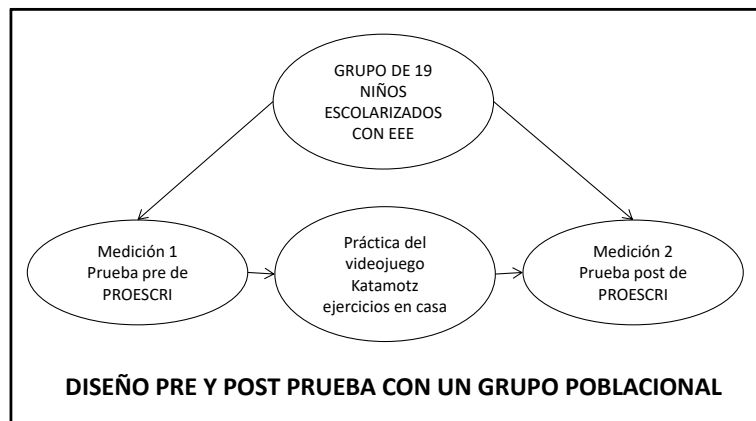 GRUPO DE 19
NIÑOS
ESCOLARIZADOS
CON EEE
Medición 1
Prueba pre de
PROESCRI
Práctica del
videojuego
Katamotz
ejercicios en casa
Medición 2
Prueba post de
PROESCRI
DISEÑO PRE Y POST PRUEBA CON UN GRUPO POBLACIONAL